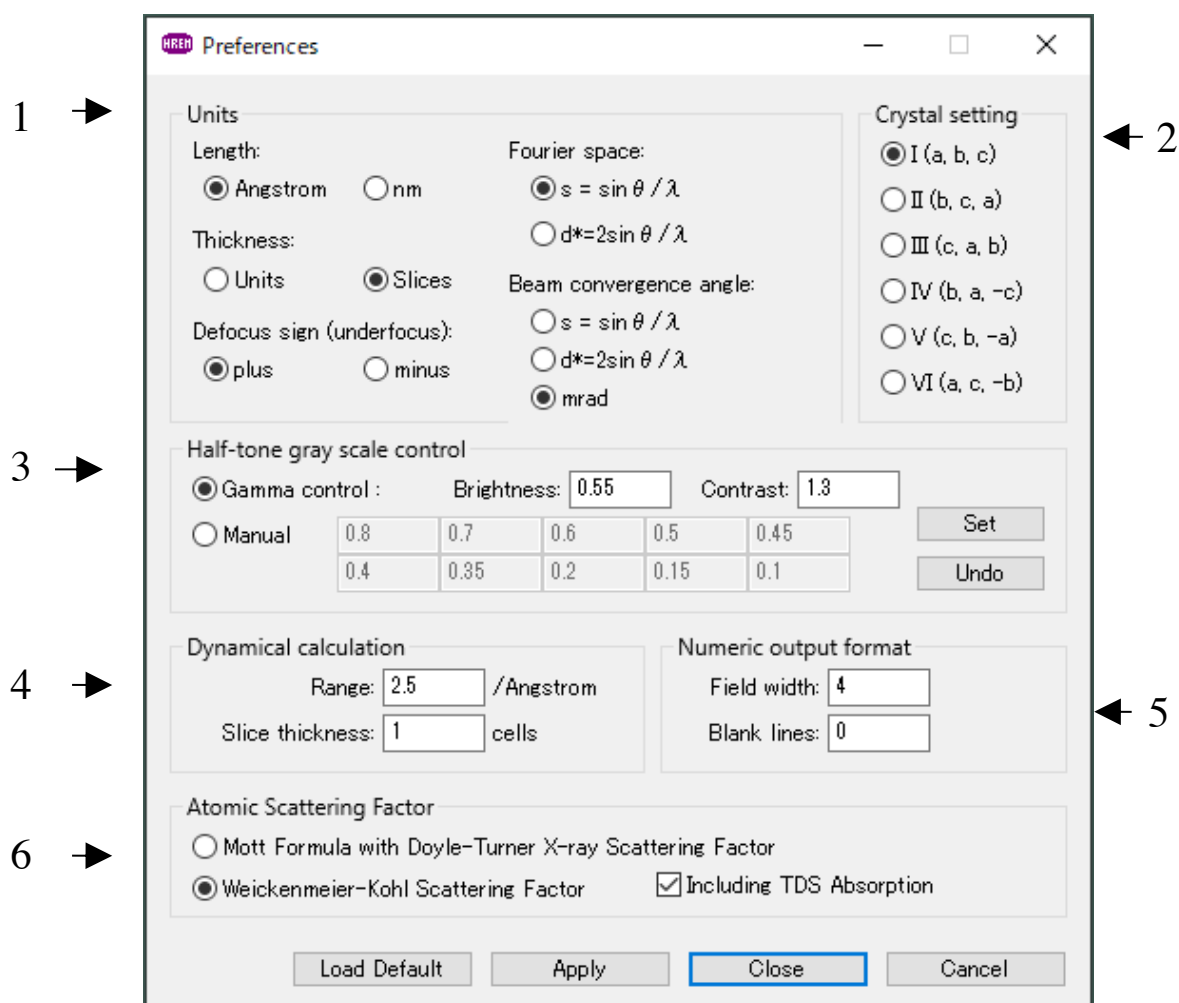 HREM Preferences
1
Units
Length:
Angstrom nm
Thickness:
Units Slices
Defocus sign (underfocus):
plus minus
Fourier space:
s = sin θ / λ
d*=2sin θ / λ
Beam convergence angle:
s = sin θ / λ
d*=2sin θ / λ
mrad
Crystal setting
2
I (a, b, c)
II (b, c, a)
III (c, a, b)
IV (b, a, -c)
V (c, b, -a)
VI (a, c, -b)
3
Half-tone gray scale control
Gamma control : Brightness: 0.55 Contrast: 1.3
Manual 0.8 0.7 0.6 0.5 0.45
0.4 0.35 0.2 0.15 0.1
Set
Undo
4
Dynamical calculation
Range: 2.5 /Angstrom
Slice thickness: 1 cells
Numeric output format
Field width: 4
Blank lines: 0
5
6
Atomic Scattering Factor
Mott Formula with Doyle-Turner X-ray Scattering Factor
Weickenmeier-Kohl Scattering Factor Including TDS Absorption
Load Default Apply Close Cancel